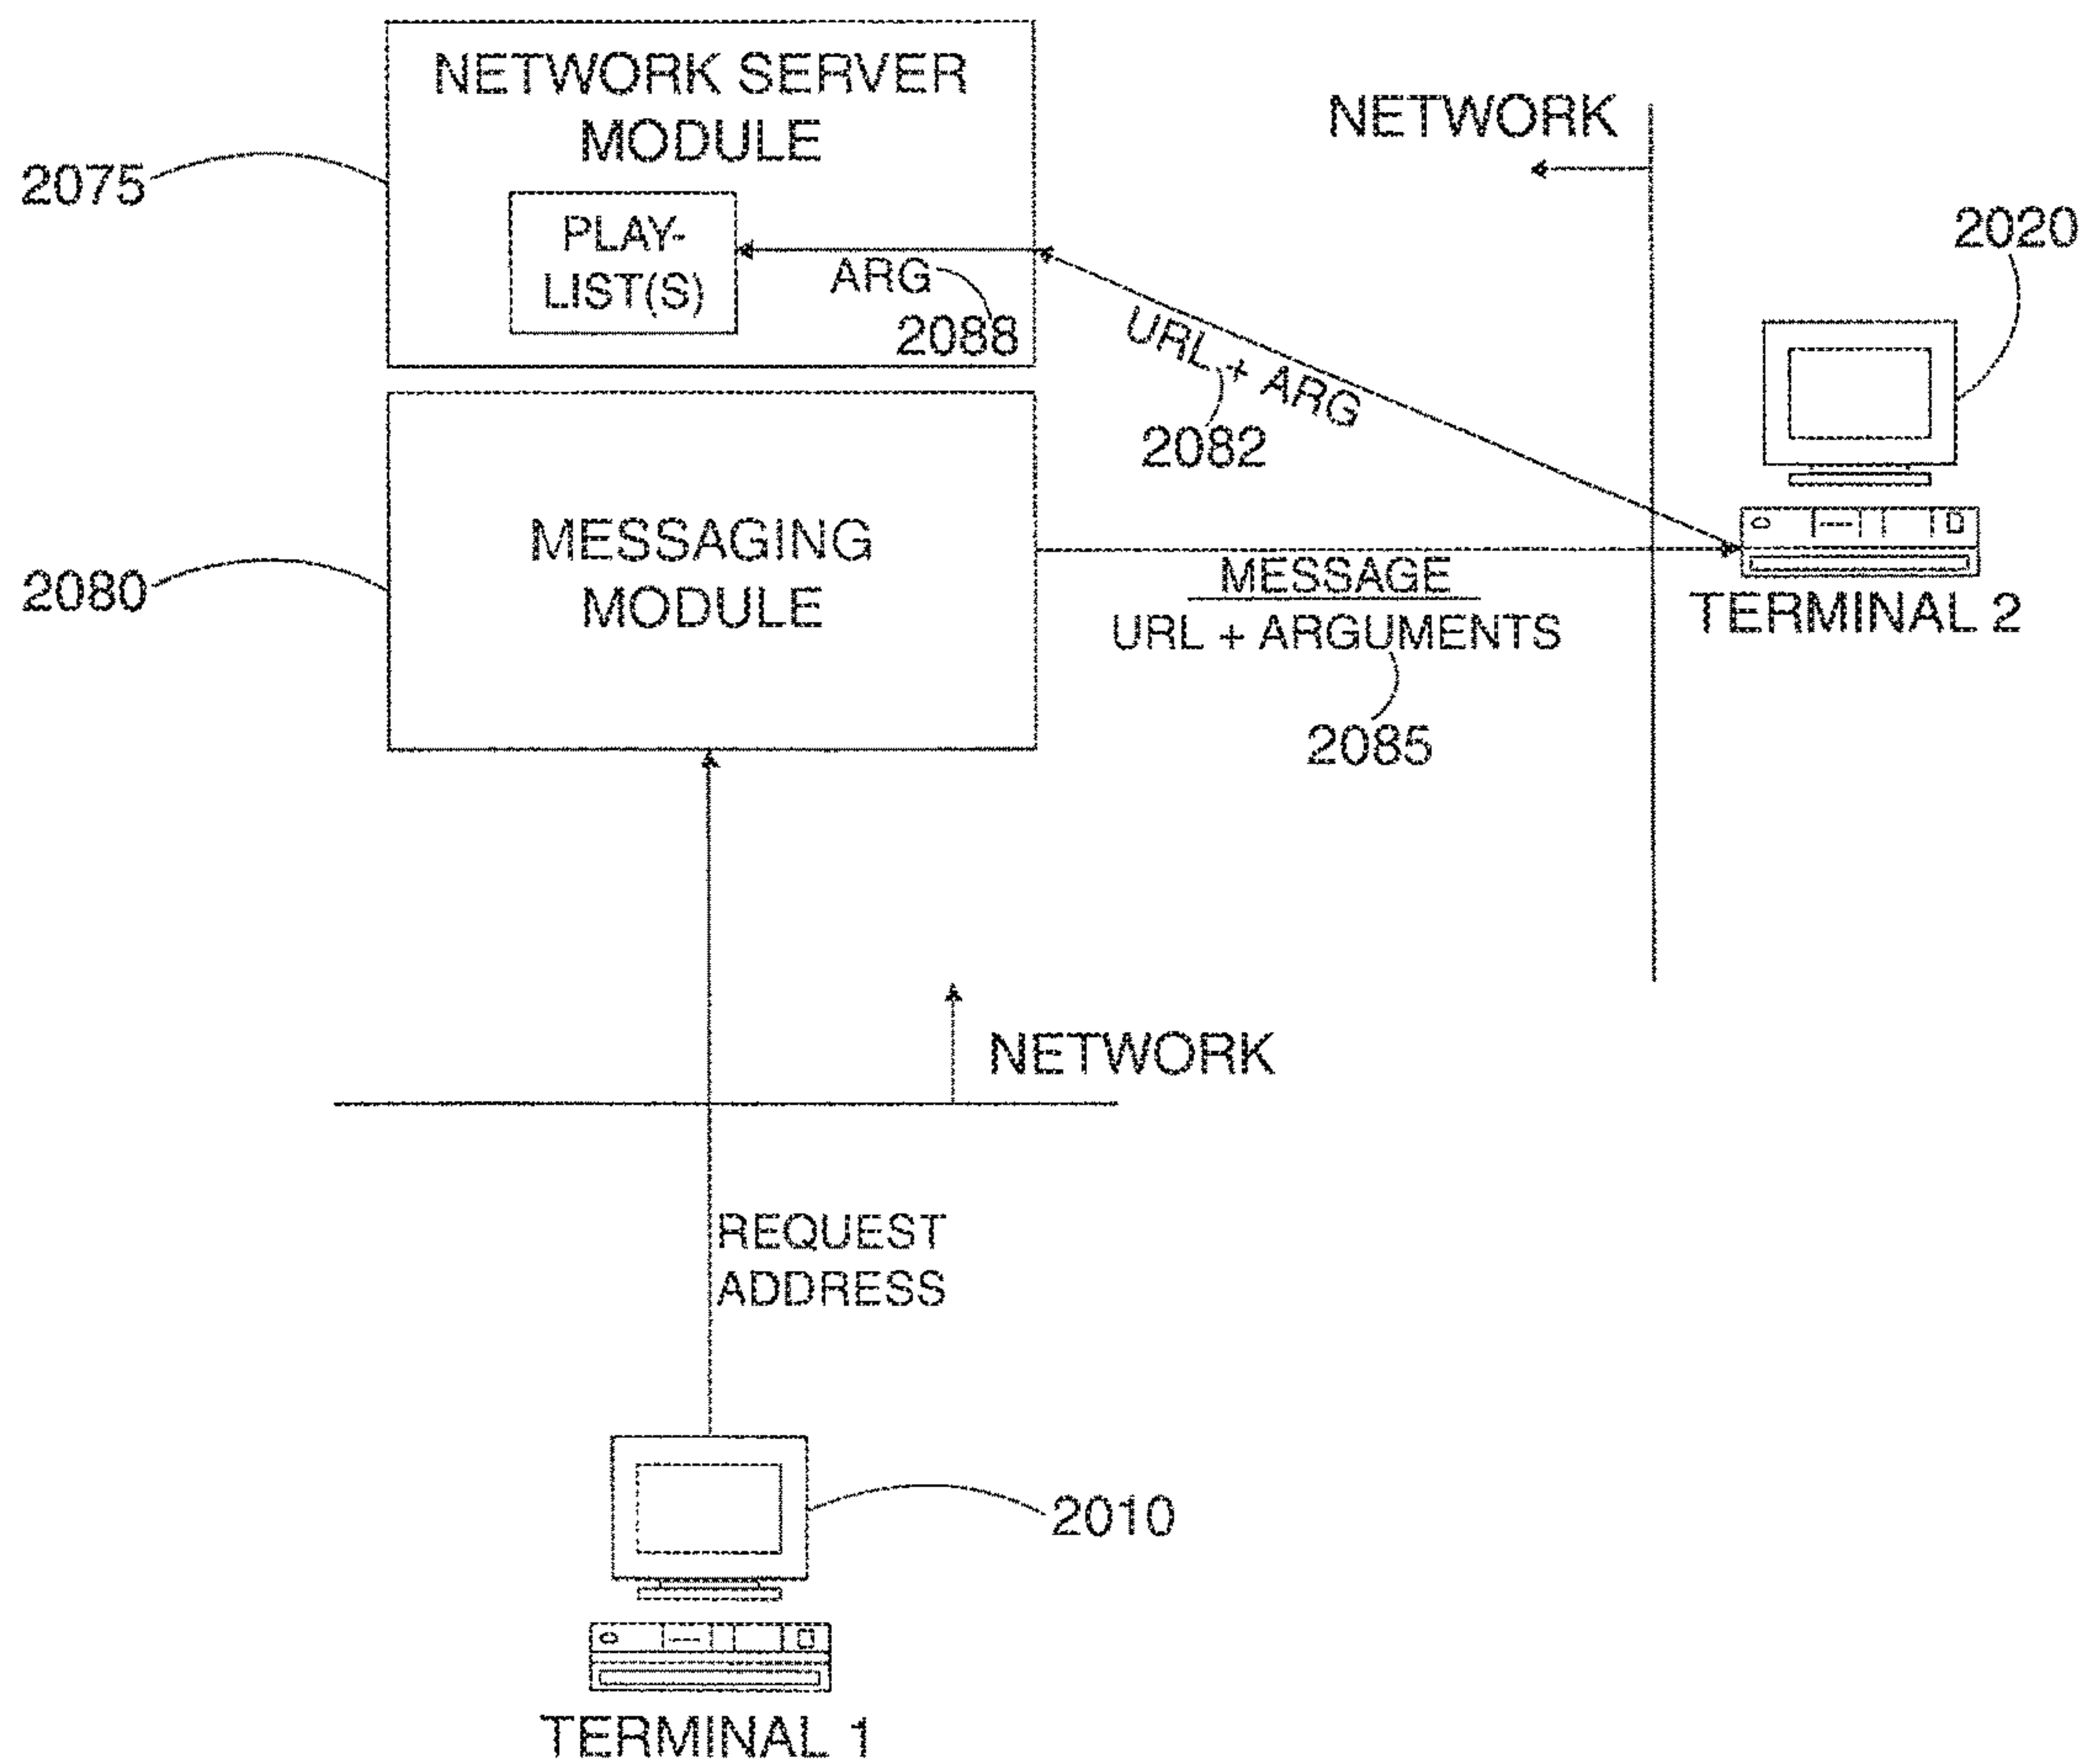 NETWORK SERVER
MODULE
NETWORK
2075
2020
PLAY-
LIST(S)
ARG
2088
URL + ARG
2082
MESSAGING
MODULE
2080
MESSAGE
URL + ARGUMENTS
2085
TERMINAL 2
NETWORK
REQUEST
ADDRESS
2010
TERMINAL 1